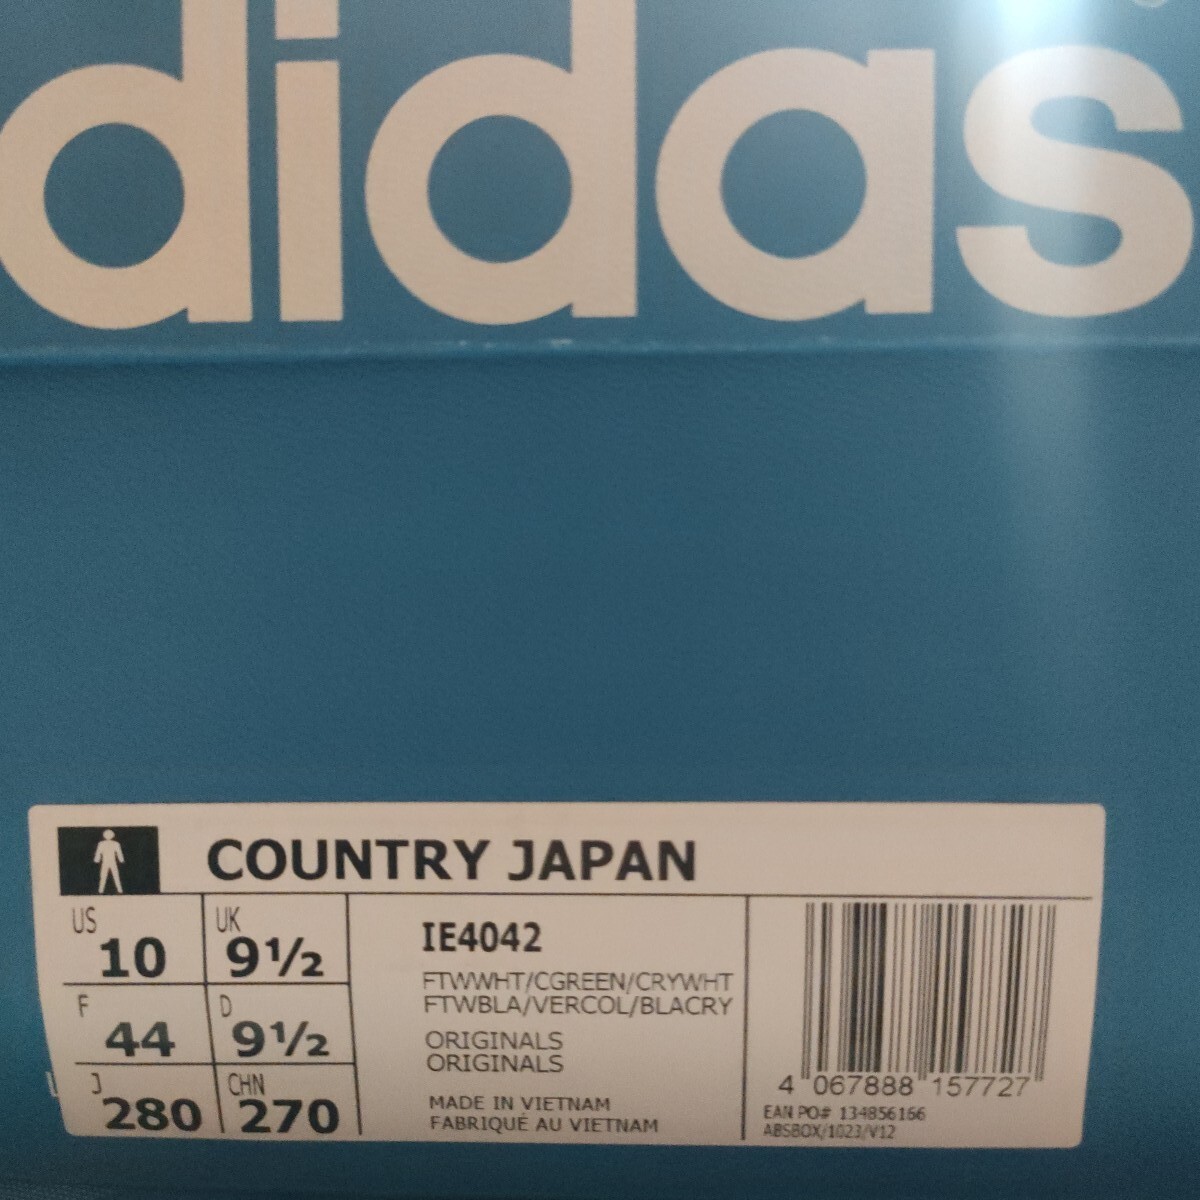 adidas
COUNTRY JAPAN
US 10 UK 9½
F 44 D 9½
J 280 CHN 270
IE4042
FTWWHT/CGREEN/CRYWHT
FTWBLA/VERCOL/BLACRY
ORIGINALS
ORIGINALS
MADE IN VIETNAM
FABRIQUÉ AU VIETNAM
4 067888 157727
EAN PO# 134856166
ABSBOX/1023/V12